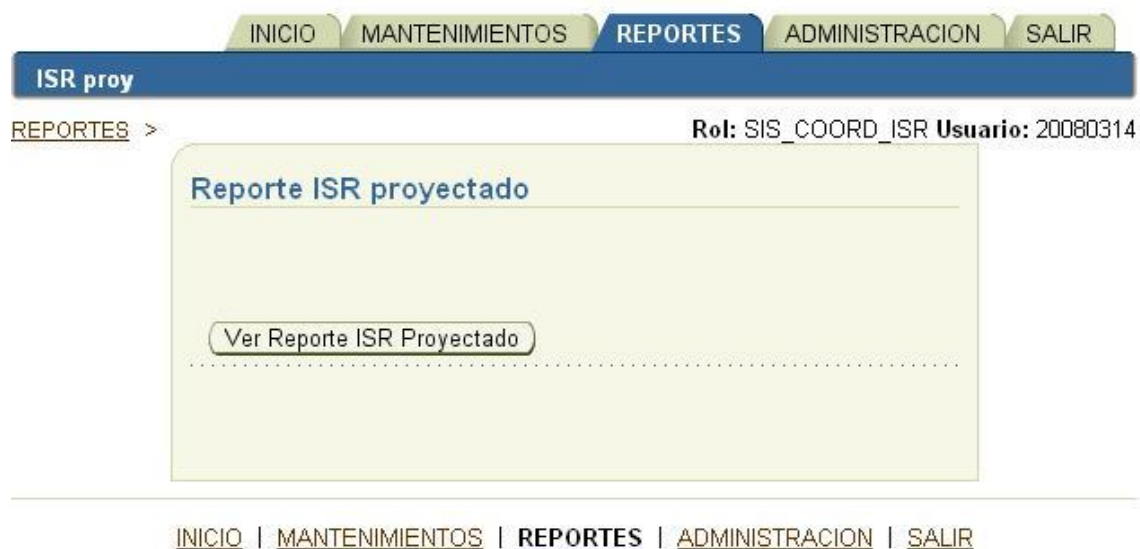 INICIO MANTENIMIENTOS REPORTES ADMINISTRACION SALIR
ISR proy
REPORTES > Rol: SIS_COORD_ISR Usuario: 20080314
Reporte ISR proyectado
Ver Reporte ISR Proyectado
INICIO | MANTENIMIENTOS | REPORTES | ADMINISTRACION | SALIR